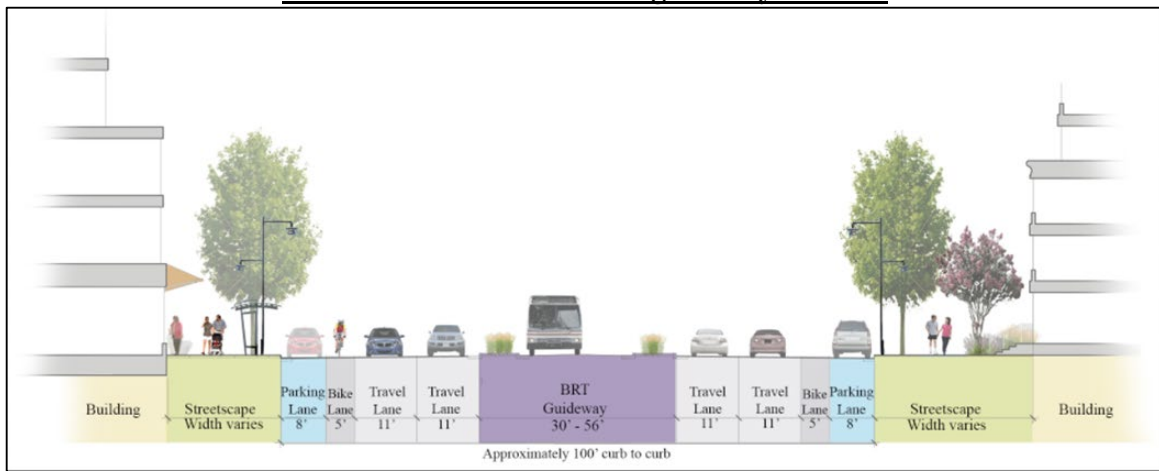 Building
Streetscape
Width varies
Parking
Lane
8'
Bike
Lane
5'
Travel
Lane
11'
Travel
Lane
11'
BRT
Guideway
30' - 56'
Travel
Lane
11'
Travel
Lane
11'
Bike
Lane
5'
Parking
Lane
8'
Streetscape
Width varies
Building
Approximately 100' curb to curb